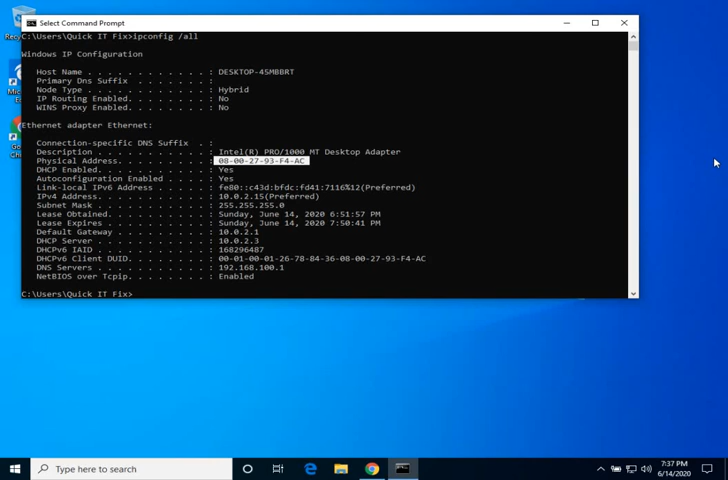 Select Command Prompt
C:\Users\Quick IT Fix>ipconfig /all
Windows IP Configuration
Host Name . . . . . . . . . . . . : DESKTOP-45MBBRT
Primary Dns Suffix . . . . . . . :
Node Type . . . . . . . . . . . . : Hybrid
IP Routing Enabled. . . . . . . . : No
WINS Proxy Enabled. . . . . . . . : No
Ethernet adapter Ethernet:
Connection-specific DNS Suffix . :
Description . . . . . . . . . . . : Intel(R) PRO/1000 MT Desktop Adapter
Physical Address. . . . . . . . . : 08-00-27-93-F4-AC
DHCP Enabled. . . . . . . . . . . : Yes
Autoconfiguration Enabled . . . . : Yes
Link-local IPv6 Address . . . . . : fe80::c43d:bfdc:fd41:7116%12(Preferred)
IPv4 Address. . . . . . . . . . . : 10.0.2.15(Preferred)
Subnet Mask . . . . . . . . . . . : 255.255.255.0
Lease Obtained. . . . . . . . . . : Sunday, June 14, 2020 6:51:57 PM
Lease Expires . . . . . . . . . . : Sunday, June 14, 2020 7:50:41 PM
Default Gateway . . . . . . . . . : 10.0.2.1
DHCP Server . . . . . . . . . . . : 10.0.2.3
DHCPv6 IAID . . . . . . . . . . . : 168296487
DHCPv6 Client DUID. . . . . . . . : 00-01-00-01-26-78-84-36-08-00-27-93-F4-AC
DNS Servers . . . . . . . . . . . : 192.168.100.1
NetBIOS over Tcpip. . . . . . . . : Enabled
C:\Users\Quick IT Fix>
Type here to search
7:37 PM
6/14/2020